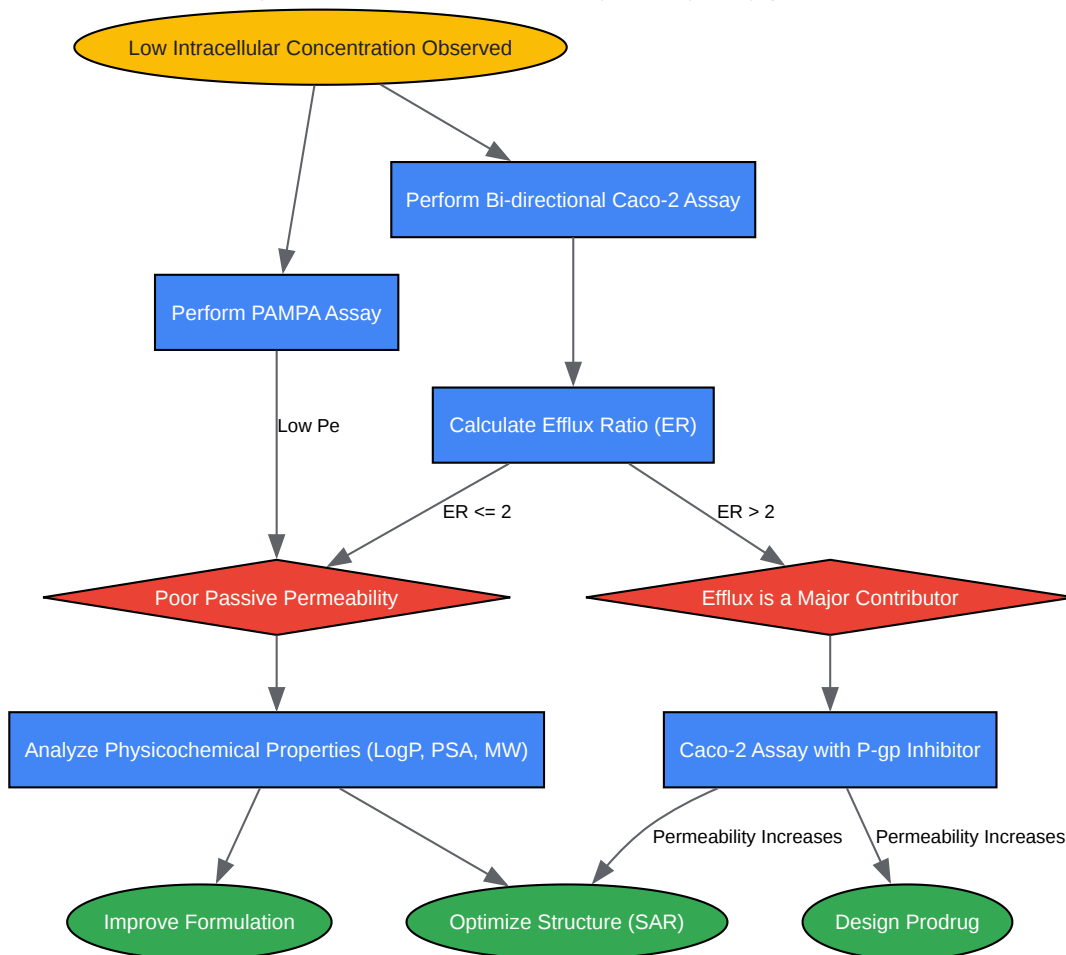 Low Intracellular Concentration Observed
Perform Bi-directional Caco-2 Assay
Perform PAMPA Assay
Calculate Efflux Ratio (ER)
Low Pe
ER <= 2
ER > 2
Poor Passive Permeability
Efflux is a Major Contributor
Analyze Physicochemical Properties (LogP, PSA, MW)
Caco-2 Assay with P-gp Inhibitor
Permeability Increases
Permeability Increases
Improve Formulation
Optimize Structure (SAR)
Design Prodrug